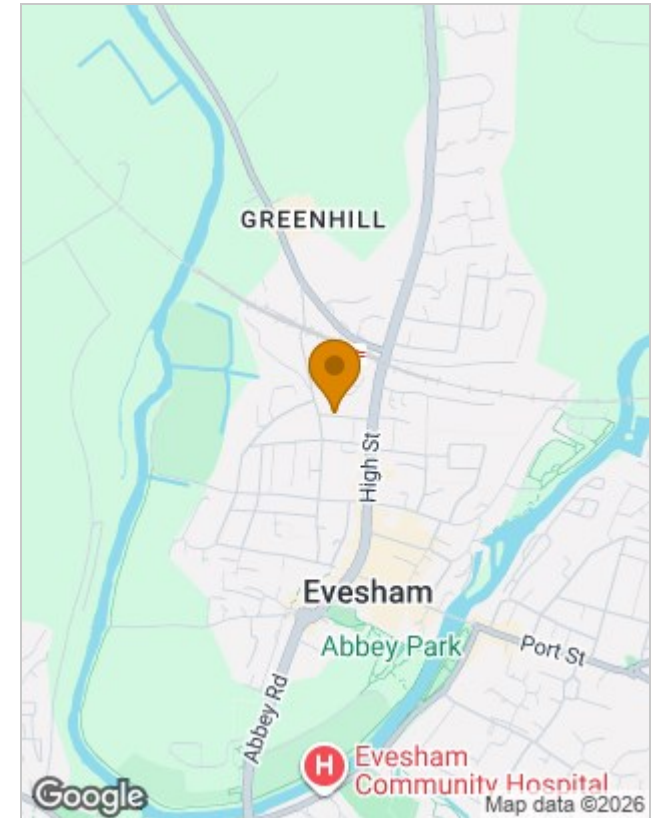 GREENHILL
High St
Evesham
Abbey Park
Port St
Abbey Rd
H
Evesham
Community Hospital
Google
Map data ©2026